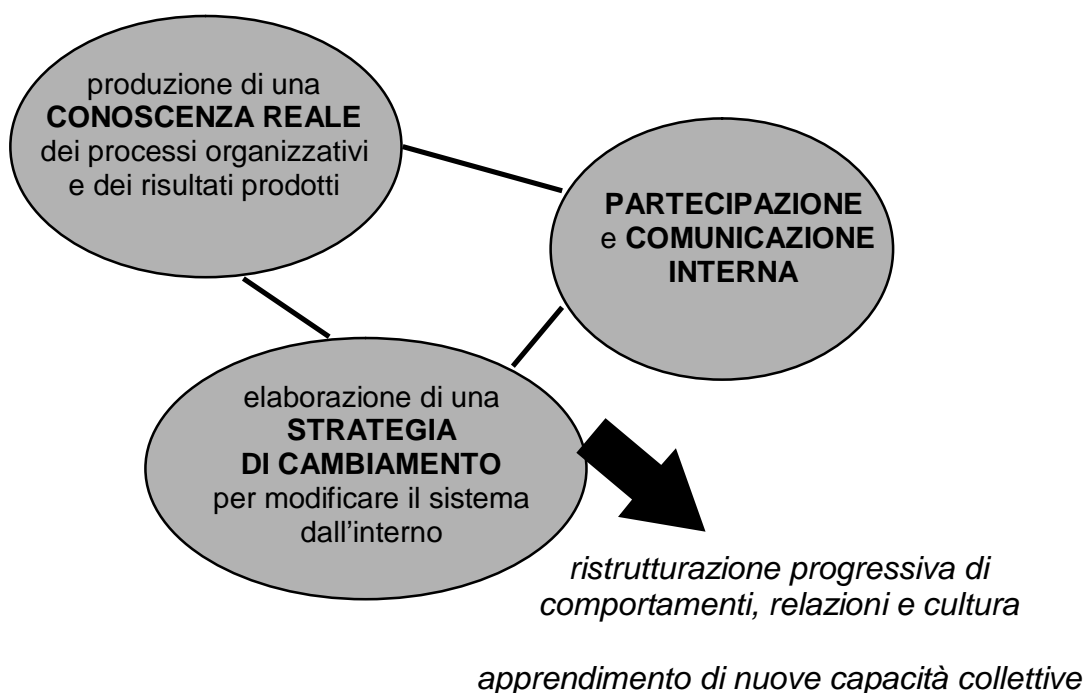 produzione di una
CONOSCENZA REALE
dei processi organizzativi
e dei risultati prodotti
PARTECIPAZIONE
e COMUNICAZIONE
INTERNA
elaborazione di una
STRATEGIA
DI CAMBIAMENTO
per modificare il sistema
dall'interno
ristrutturazione progressiva di
comportamenti, relazioni e cultura
apprendimento di nuove capacità collettive